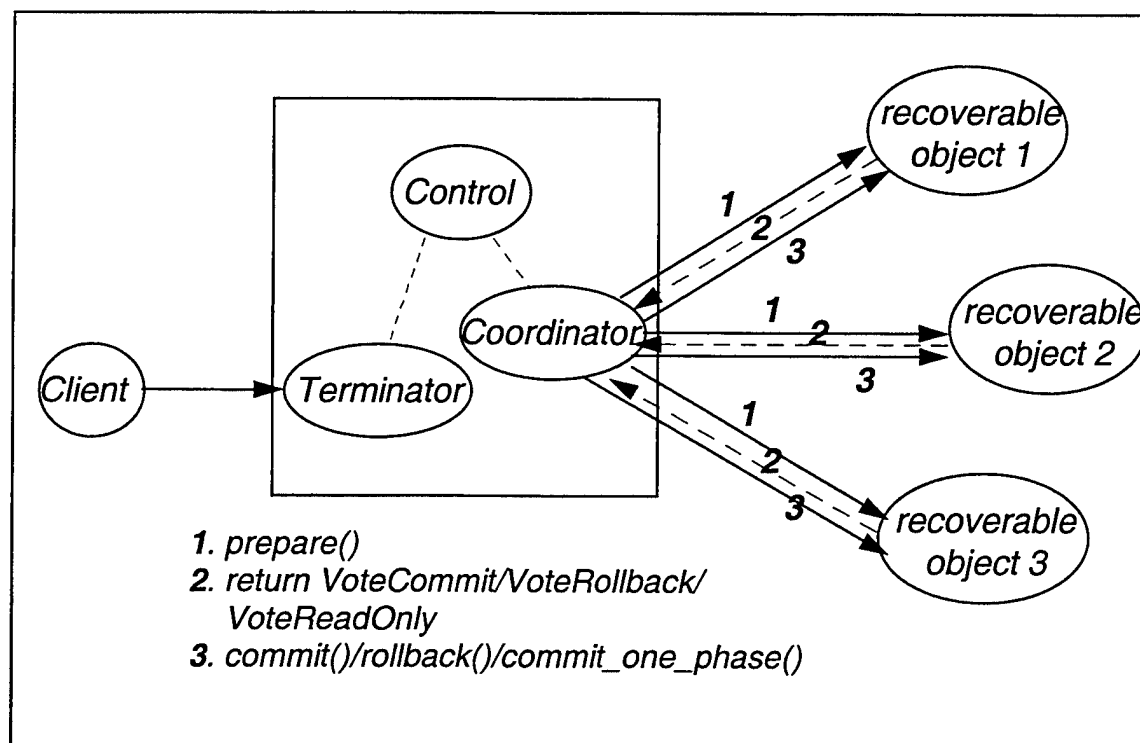 recoverable
object 1
Control
1
2
3
Coordinator
1
2
3
recoverable
object 2
Client
Terminator
1
2
3
recoverable
object 3
1. prepare()
2. return VoteCommit/VoteRollback/
VoteReadOnly
3. commit()/rollback()/commit_one_phase()